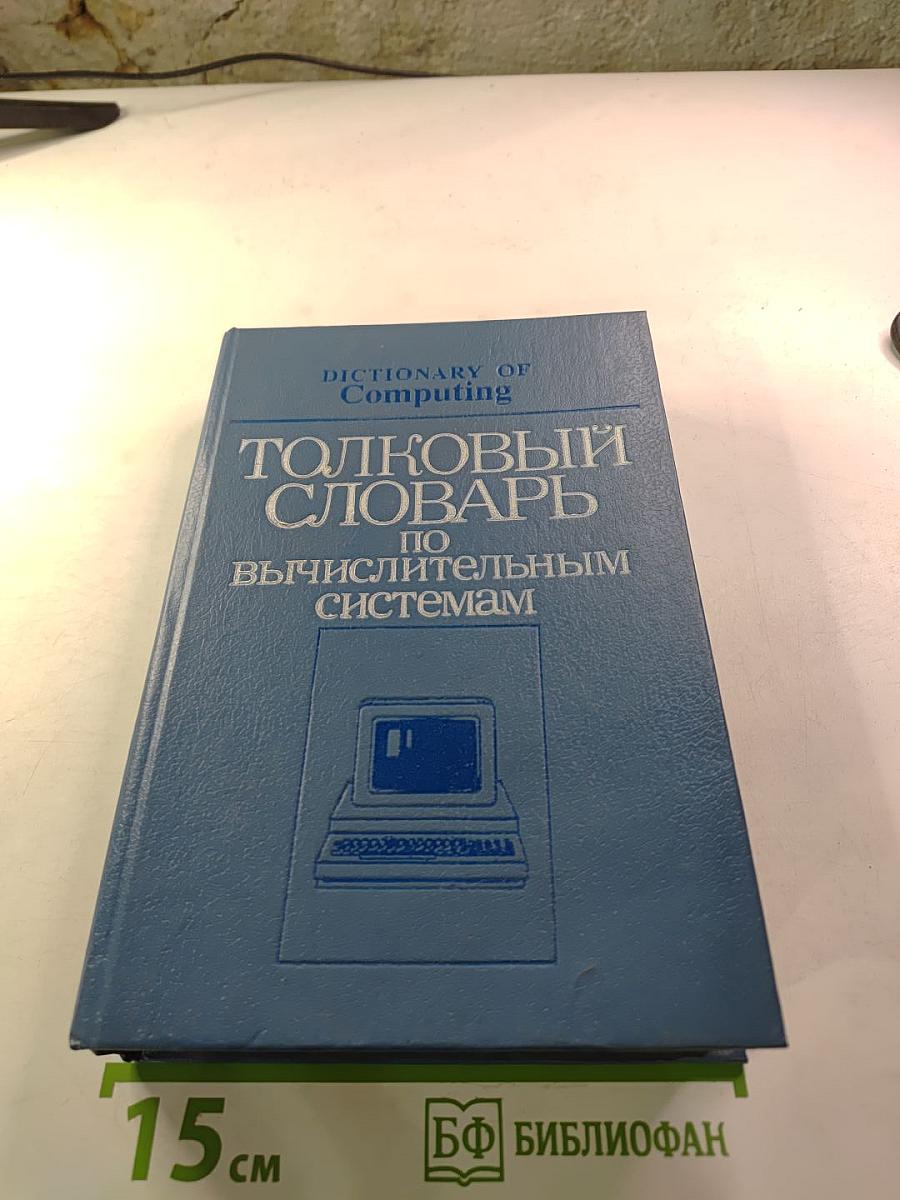 DICTIONARY OF
Computing
ТОЛКОВЫЙ
СЛОВАРЬ
ПО
ВЫЧИСЛИТЕЛЬНЫМ
СИСТЕМАМ
15 см
БФ БИБЛИОФАН